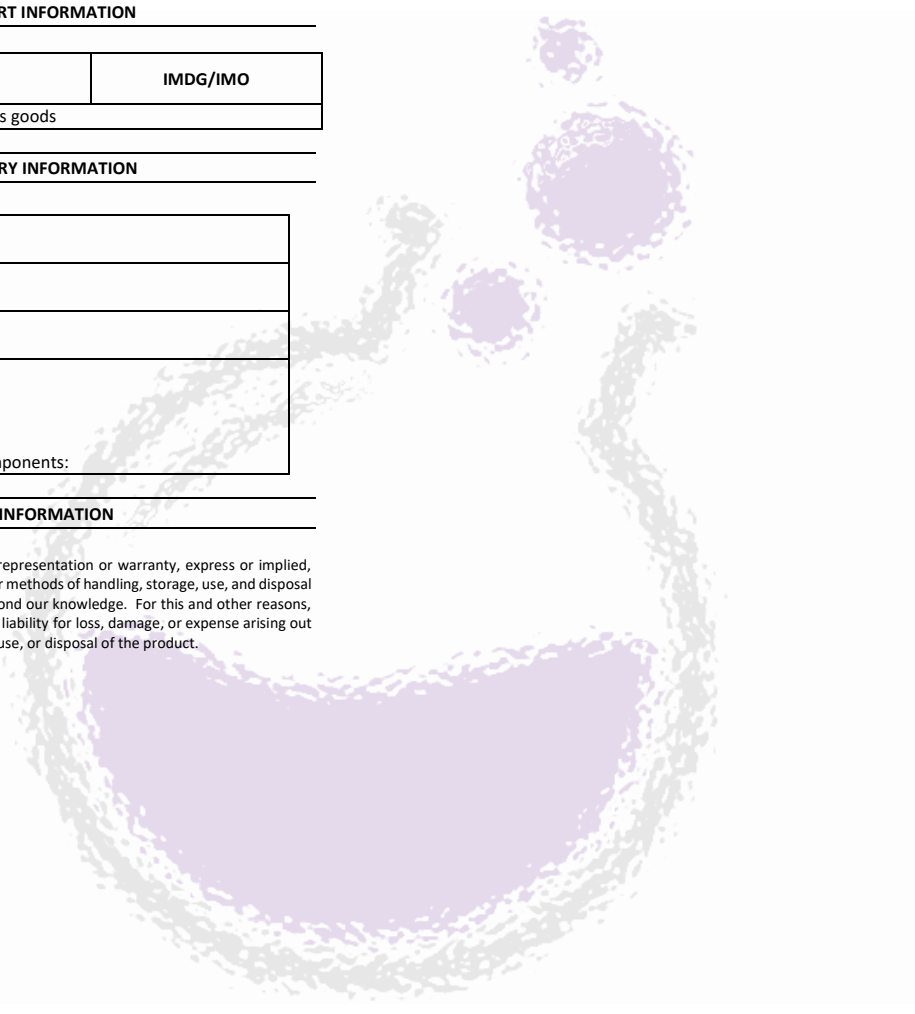 RT INFORMATION
IMDG/IMO
s goods
RY INFORMATION
ponents:
INFORMATION
representation or warranty, express or implied,
r methods of handling, storage, use, and disposal
ond our knowledge. For this and other reasons,
liability for loss, damage, or expense arising out
use, or disposal of the product.